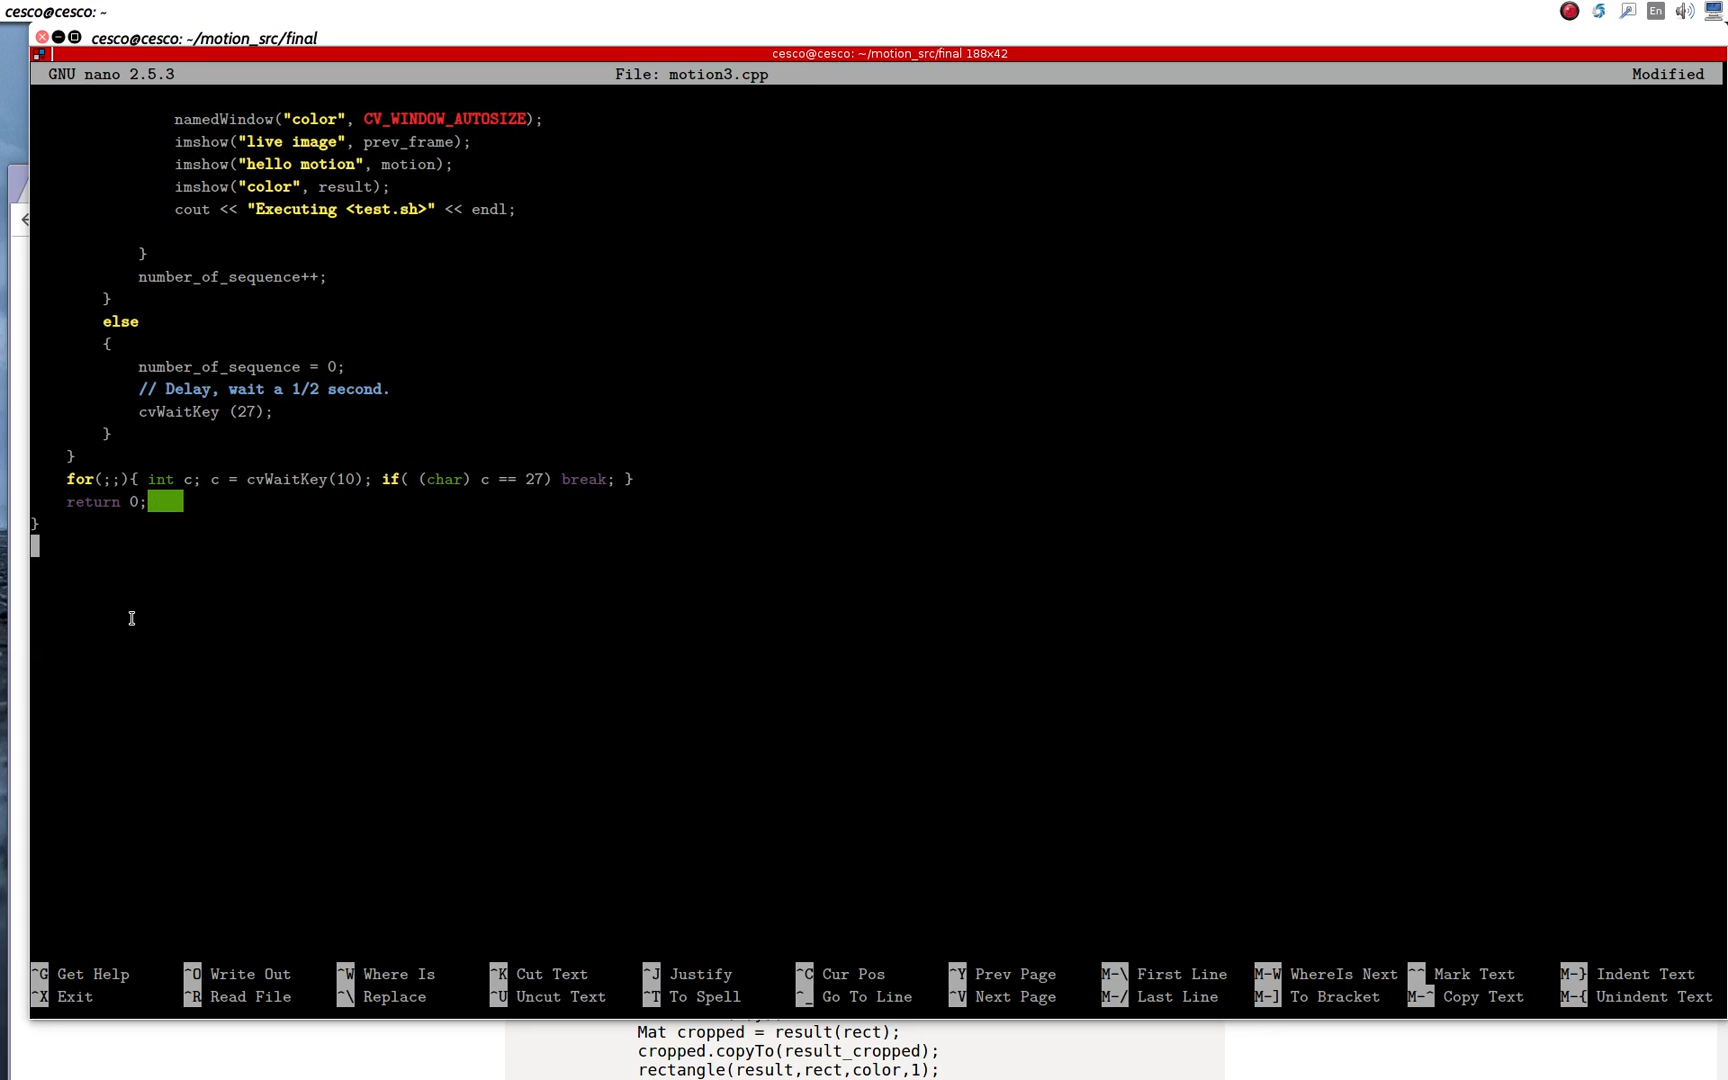 cesco@cesco: ~
En
cesco@cesco: ~/motion_src/final
cesco@cesco: ~/motion_src/final 188x42
GNU nano 2.5.3 File: motion3.cpp Modified
namedWindow("color", CV_WINDOW_AUTOSIZE);
imshow("live image", prev_frame);
imshow("hello motion", motion);
imshow("color", result);
cout << "Executing <test.sh>" << endl;
}
number_of_sequence++;
}
else
{
number_of_sequence = 0;
// Delay, wait a 1/2 second.
cvWaitKey (27);
}
}
for(;;){ int c; c = cvWaitKey(10); if( (char) c == 27) break; }
return 0;
}
^G Get Help ^O Write Out ^W Where Is ^K Cut Text ^J Justify ^C Cur Pos ^Y Prev Page M-\ First Line M-W WhereIs Next ^^ Mark Text M-} Indent Text
^X Exit ^R Read File ^\ Replace ^U Uncut Text ^T To Spell ^_ Go To Line ^V Next Page M-/ Last Line M-] To Bracket M-^ Copy Text M-{ Unindent Text
Mat cropped = result(rect);
cropped.copyTo(result_cropped);
rectangle(result,rect,color,1);